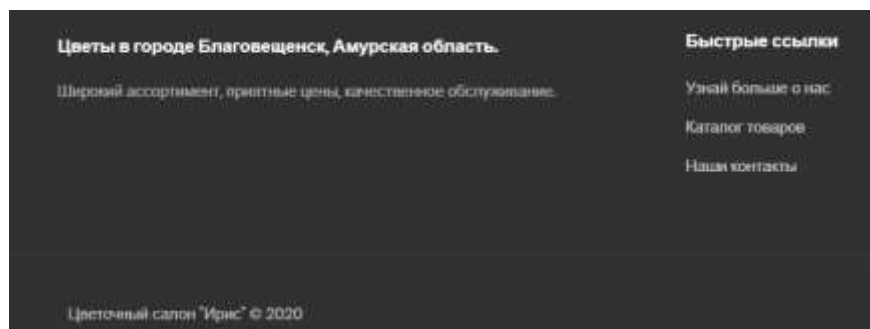 Цветы в городе Благовещенск, Амурская область.
Широкий ассортимент, приятные цены, качественное обслуживание.
Быстрые ссылки
Узнай больше о нас
Каталог товаров
Наши контакты
Цветочный салон "Ирис" © 2020